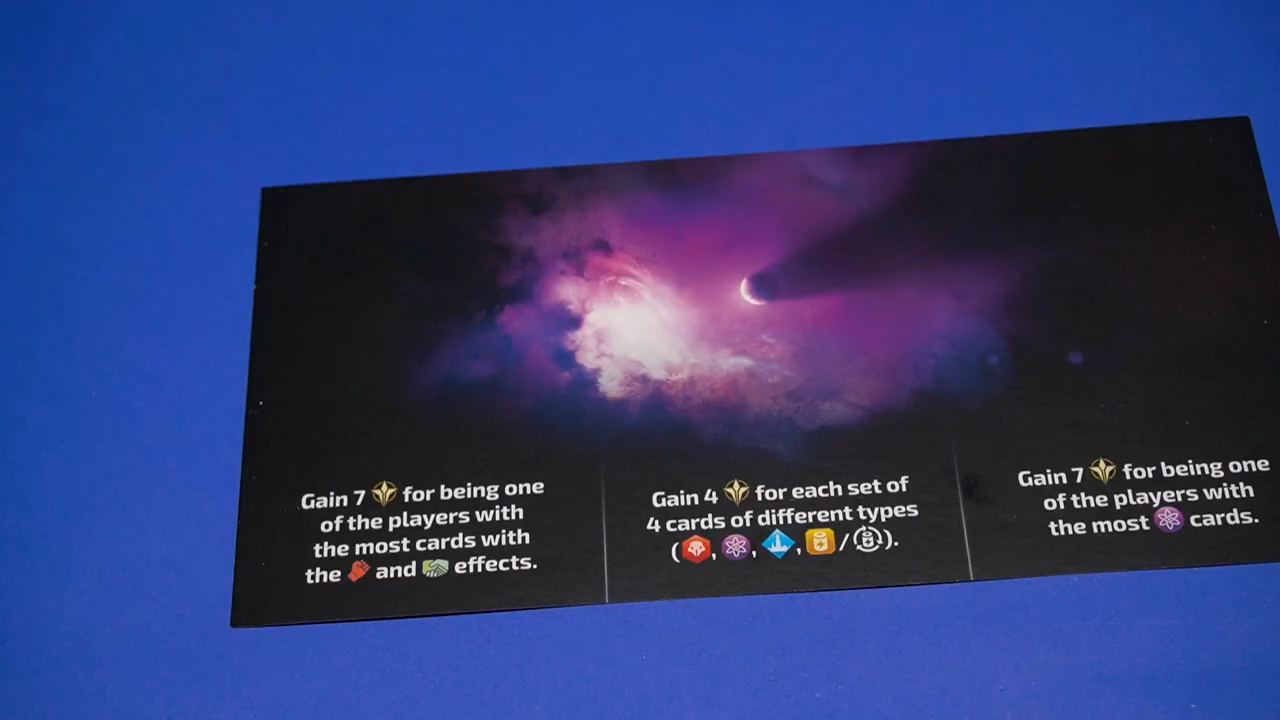 Gain 7 for being one
of the players with
the most cards with
the and effects.
Gain 4 for each set of
4 cards of different types
( , , , / ).
Gain 7 for being one
of the players with
the most cards.